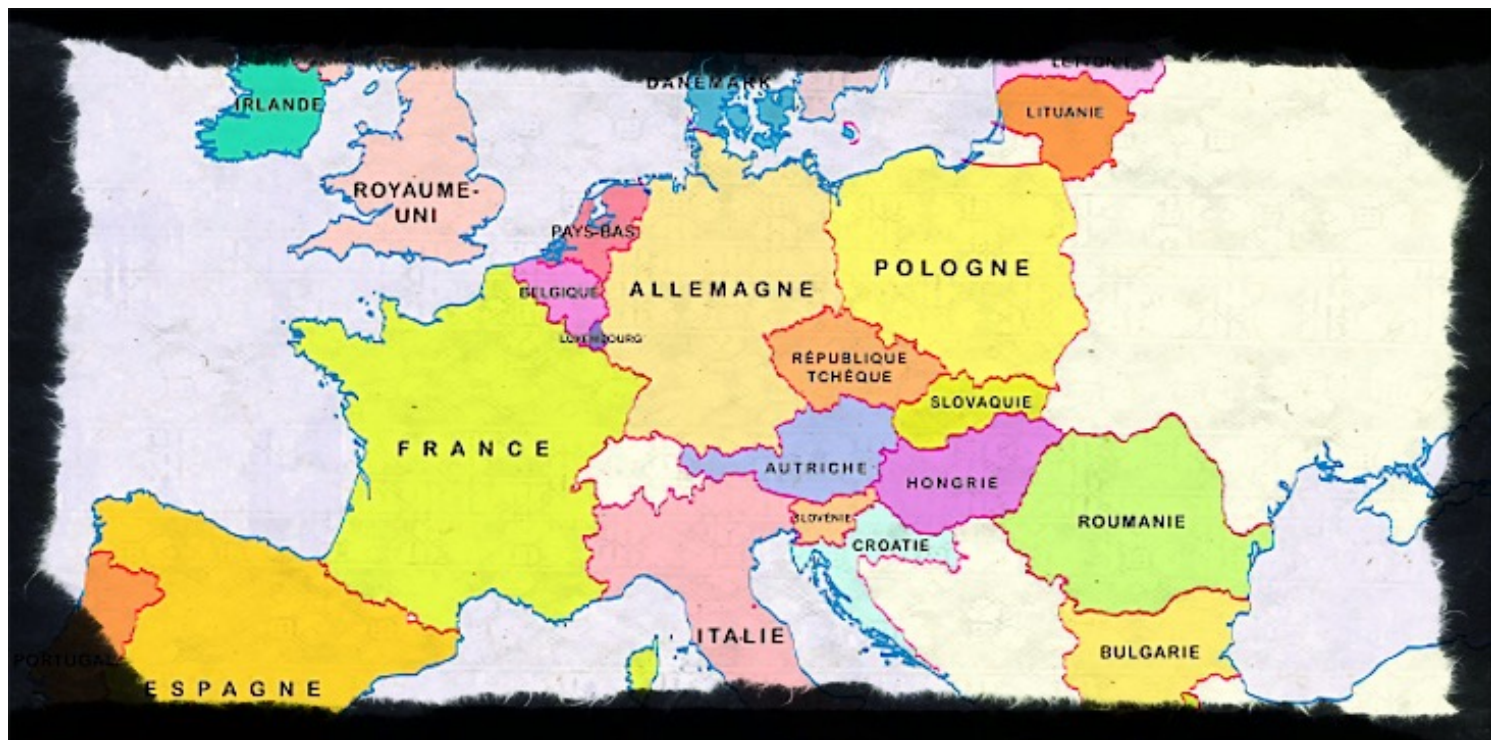 DANEMARK
IRLANDE
LITUANIE
ROYAUME-
UNI
PAYS-BAS
POLOGNE
BELGIQUE
ALLEMAGNE
LUXEMBOURG
RÉPUBLIQUE
TCHÈQUE
SLOVAQUIE
FRANCE
AUTRICHE
HONGRIE
SLOVÉNIE
ROUMANIE
CROATIE
ITALIE
BULGARIE
PORTUGAL
ESPAGNE